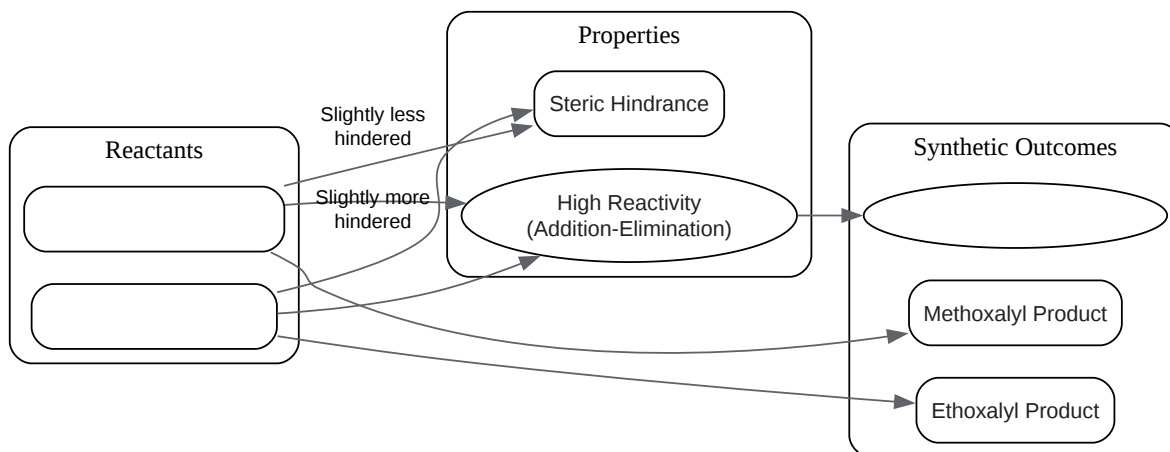 Properties
Steric Hindrance
Slightly less
hindered
Reactants
Synthetic Outcomes
Slightly more
hindered
High Reactivity
(Addition-Elimination)
Methoxalyl Product
Ethoxalyl Product